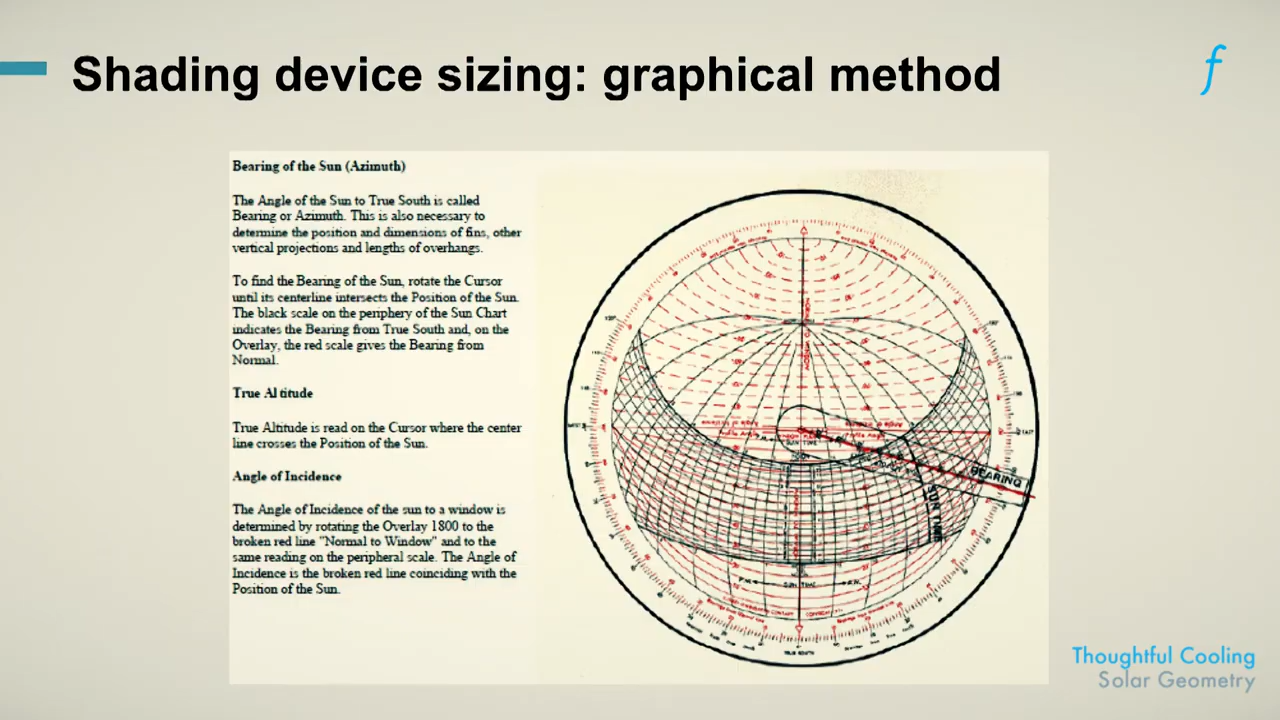 Shading device sizing: graphical method
f
Bearing of the Sun (Azimuth)
The Angle of the Sun to True South is called
Bearing or Azimuth. This is also necessary to
determine the position and dimensions of fins, other
vertical projections and lengths of overhangs.
To find the Bearing of the Sun, rotate the Cursor
until its centerline intersects the Position of the Sun.
The black scale on the periphery of the Sun Chart
indicates the Bearing from True South and, on the
Overlay, the red scale gives the Bearing from
Normal.
True Altitude
True Altitude is read on the Cursor where the center
line crosses the Position of the Sun.
Angle of Incidence
The Angle of Incidence of the sun to a window is
determined by rotating the Overlay 1800 to the
broken red line "Normal to Window" and to the
same reading on the peripheral scale. The Angle of
Incidence is the broken red line coinciding with the
Position of the Sun.
SUN TIME
NOON
BEARING
SUN TIME
P.M. SUN TIME A.M.
TRUE SOUTH
Thoughtful Cooling
Solar Geometry